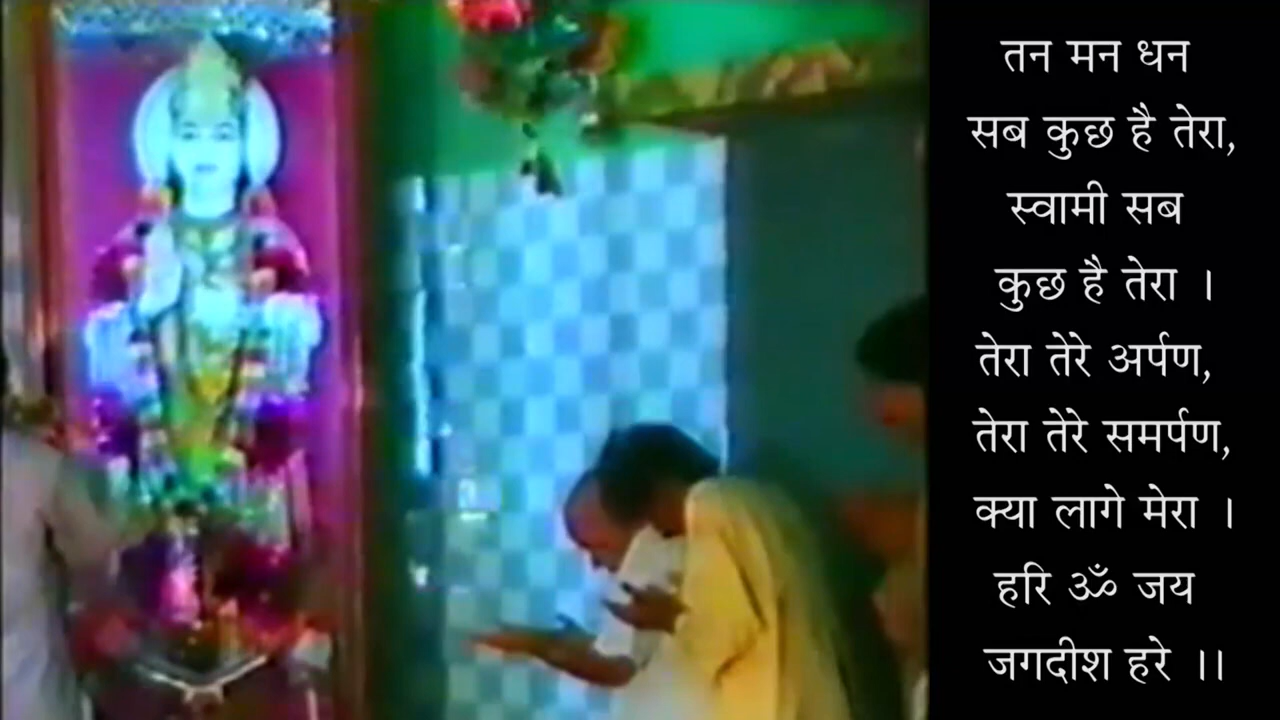 तन मन धन
सब कुछ है तेरा,
स्वामी सब
कुछ है तेरा ।
तेरा तेरे अर्पण,
तेरा तेरे समर्पण,
क्या लागे मेरा ।
हरि ॐ जय
जगदीश हरे ।।